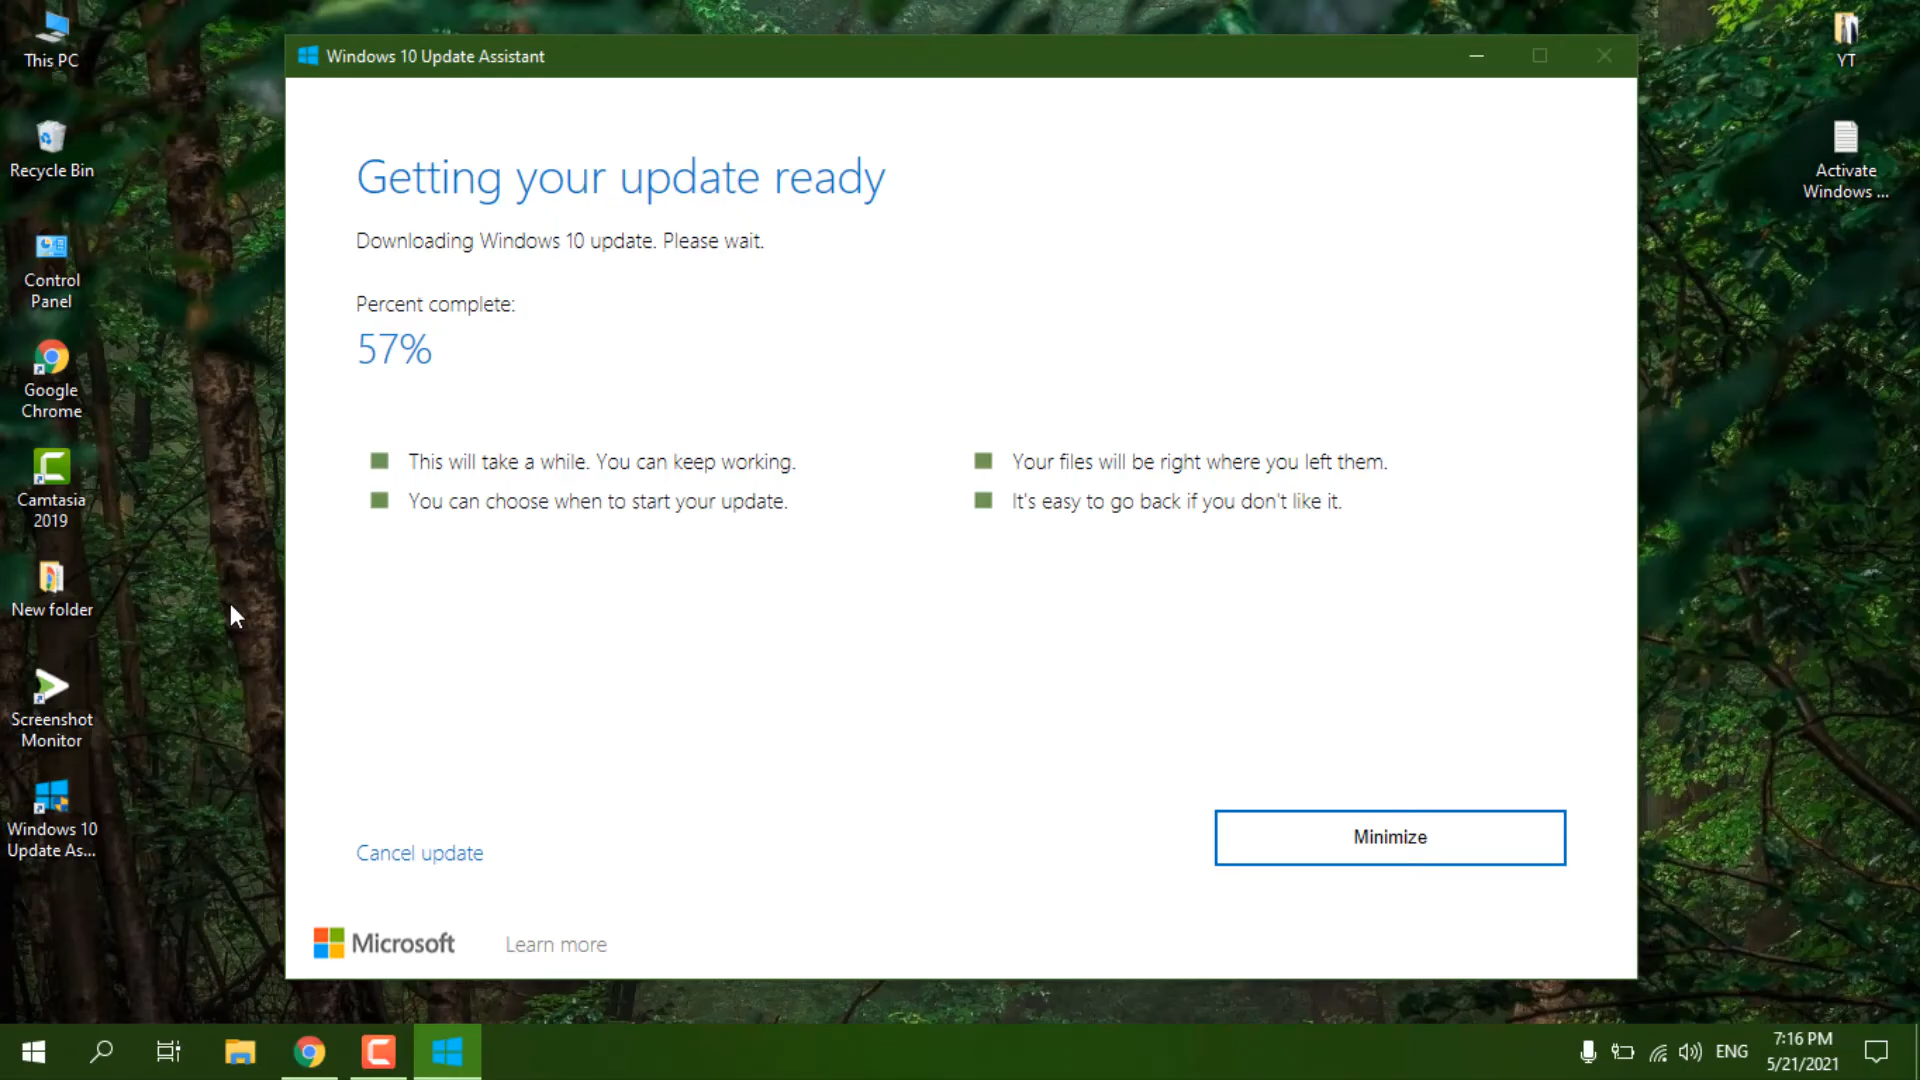 This PC
Recycle Bin
Control
Panel
Google
Chrome
Camtasia
2019
New folder
Screenshot
Monitor
Windows 10
Update As...
Windows 10 Update Assistant
Getting your update ready
Downloading Windows 10 update. Please wait.
Percent complete:
57%
This will take a while. You can keep working.
You can choose when to start your update.
Your files will be right where you left them.
It's easy to go back if you don't like it.
Cancel update
Minimize
Microsoft
Learn more
YT
Activate
Windows ...
ENG
7:16 PM
5/21/2021